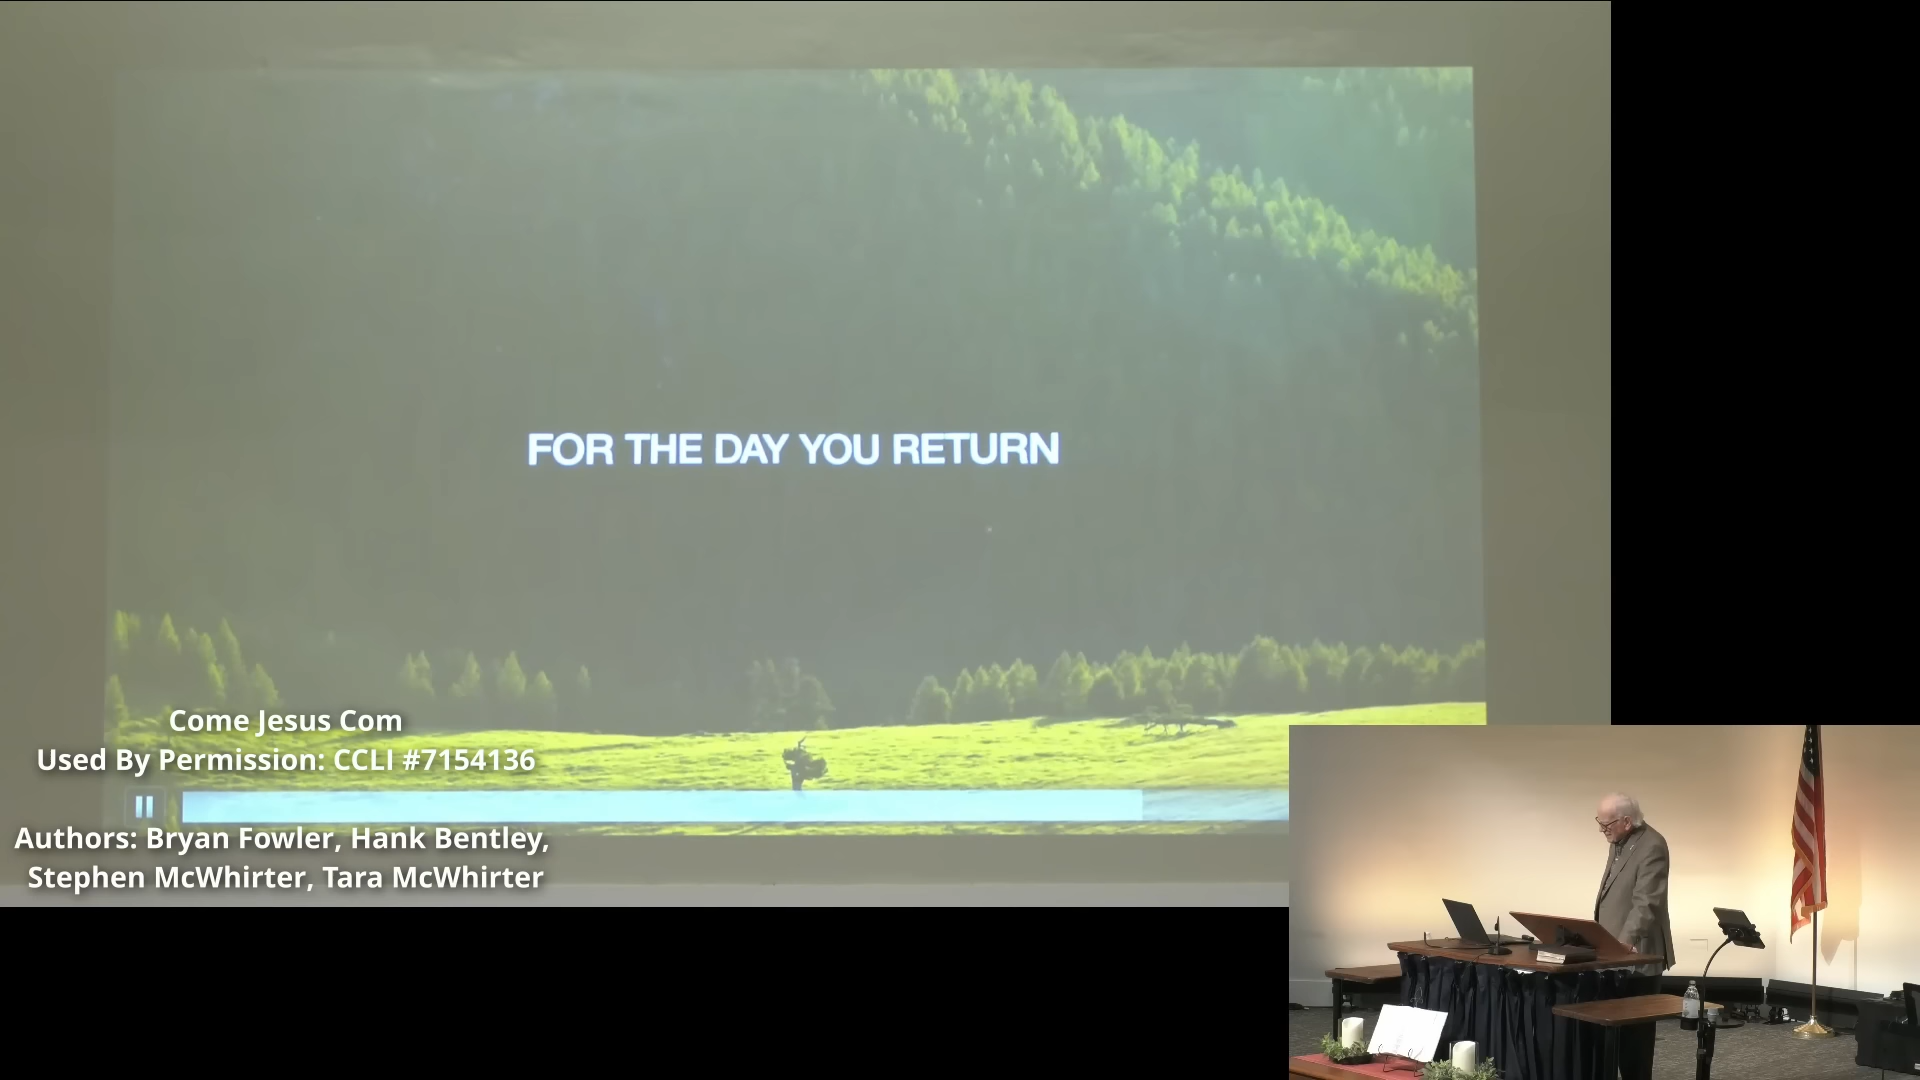 FOR THE DAY YOU RETURN
Come Jesus Com
Used By Permission: CCLI #7154136
Authors: Bryan Fowler, Hank Bentley,
Stephen McWhirter, Tara McWhirter